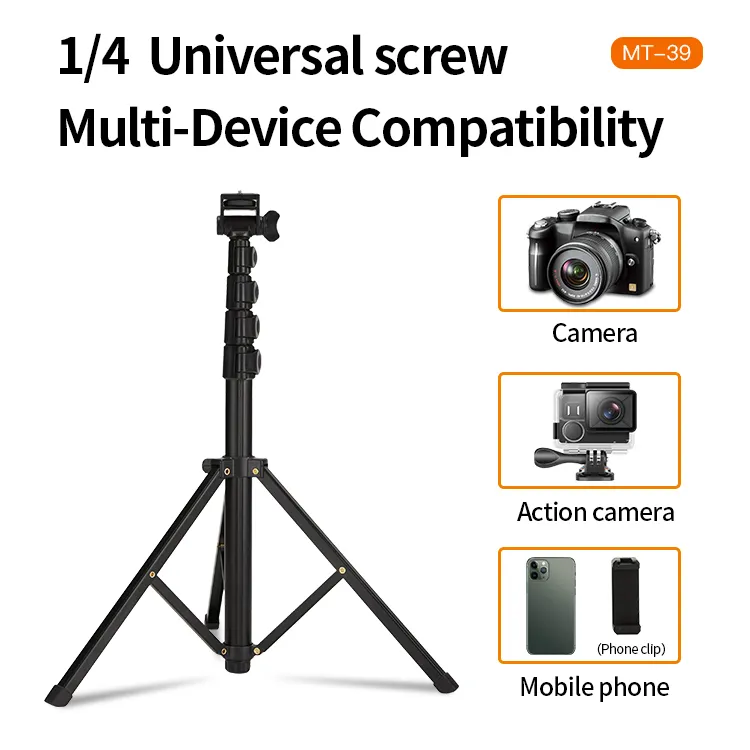 1/4 Universal screw
MT-39
Multi-Device Compatibility
Camera
Action camera
(Phone clip)
Mobile phone